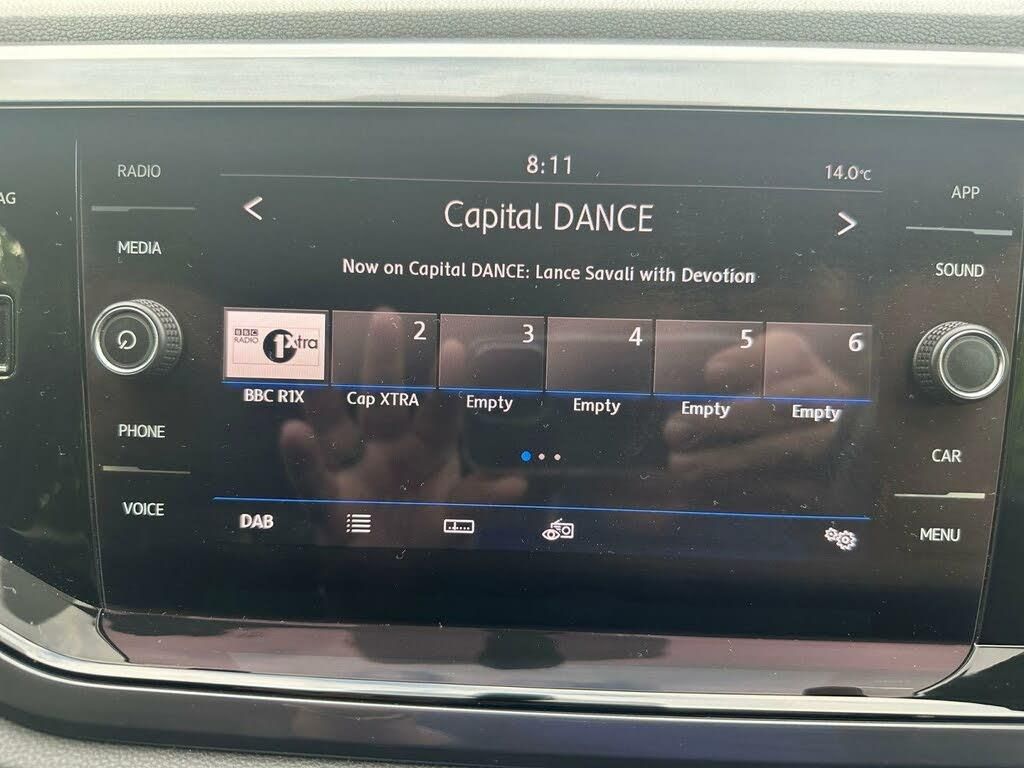 AG
RADIO
MEDIA
PHONE
VOICE
8:11
14.0°C
< Capital DANCE >
Now on Capital DANCE: Lance Savali with Devotion
BBC RADIO 1Xtra
2 3 4 5 6
BBC R1X Cap XTRA Empty Empty Empty Empty
DAB
APP
SOUND
CAR
MENU